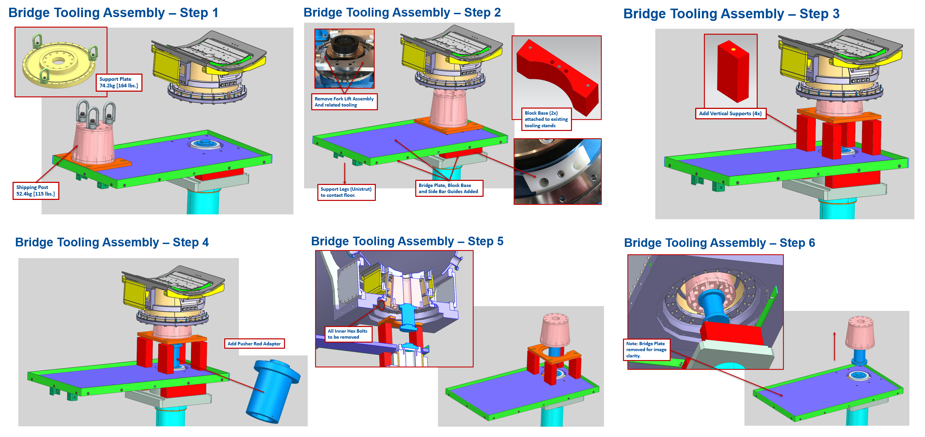 Bridge Tooling Assembly – Step 1
Support Plate
74.2kg [164 lbs.]
Shipping Post
52.4kg [115 lbs.]
Bridge Tooling Assembly – Step 2
Remove Fork Lift Assembly
And related tooling
Block Base (2x)
attached to existing
tooling stands
Support Legs (Unistrut)
to contact floor.
Bridge Plate, Block Base
and Side Bar Guides Added
Bridge Tooling Assembly – Step 3
Add Vertical Supports (4x)
Bridge Tooling Assembly – Step 4
Add Pusher Rod Adapter
Bridge Tooling Assembly – Step 5
All Inner Hex Bolts
to be removed
Bridge Tooling Assembly – Step 6
Note: Bridge Plate
removed for image
clarity